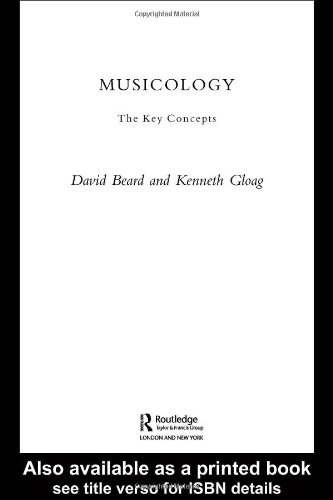 MUSICOLOGY
The Key Concepts
David Beard and Kenneth Gloag
Routledge
Taylor & Francis Group
LONDON AND NEW YORK
Also available as a printed book
see title verso for ISBN details
Copyrighted Material